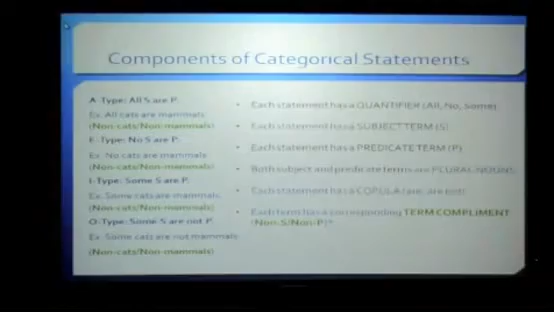 Components of Categorical Statements
A-Type: All S are P.
Ex. All cats are mammals.
(Non-cats/Non-mammals)
E-Type: No S are P.
Ex. No cats are mammals.
(Non-cats/Non-mammals)
I-Type: Some S are P.
Ex. Some cats are mammals.
(Non-cats/Non-mammals)
O-Type: Some S are not P.
Ex. Some cats are not mammals.
(Non-cats/Non-mammals)
• Each statement has a QUANTIFIER (All, No, Some)
• Each statement has a SUBJECT TERM (S)
• Each statement has a PREDICATE TERM (P)
• Both subject and predicate terms are PLURAL NOUNS
• Each statement has a COPULA (are, are not)
• Each term has a corresponding TERM COMPLIMENT
(Non-S/Non-P)*